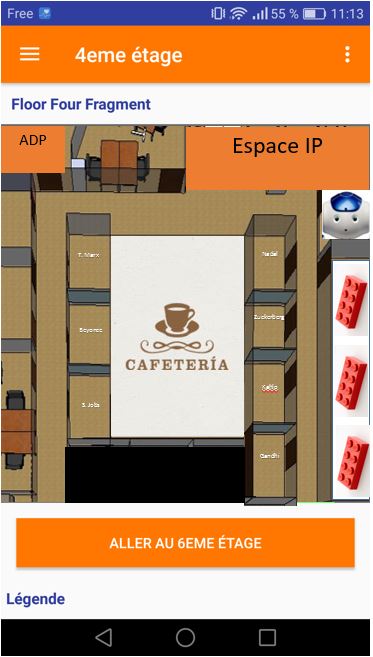 Free 55 % 11:13
4eme étage
Floor Four Fragment
ADP
Espace IP
T. Marx
Nadal
Zuckerberg
Beyonce
CAFETERÍA
S. Jobs
Gandhi
ALLER AU 6EME ÉTAGE
Légende